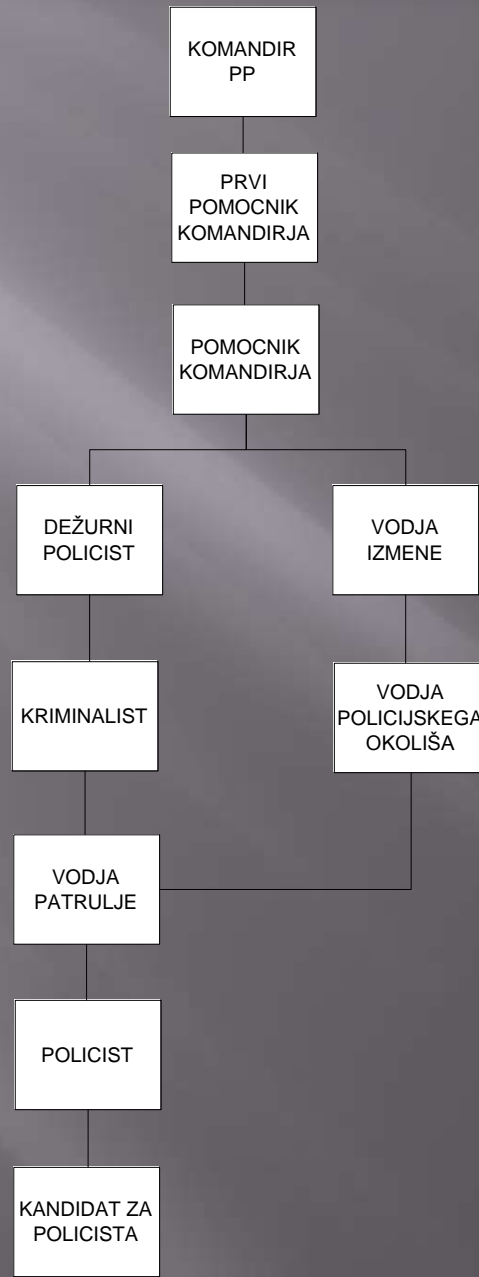 KOMANDIR
PP
PRVI
POMOCNIK
KOMANDIRJA
POMOCNIK
KOMANDIRJA
DEŽURNI
POLICIST
VODJA
IZMENE
KRIMINALIST
VODJA
POLICIJSKEGA
OKOLIŠA
VODJA
PATRULJE
POLICIST
KANDIDAT ZA
POLICISTA